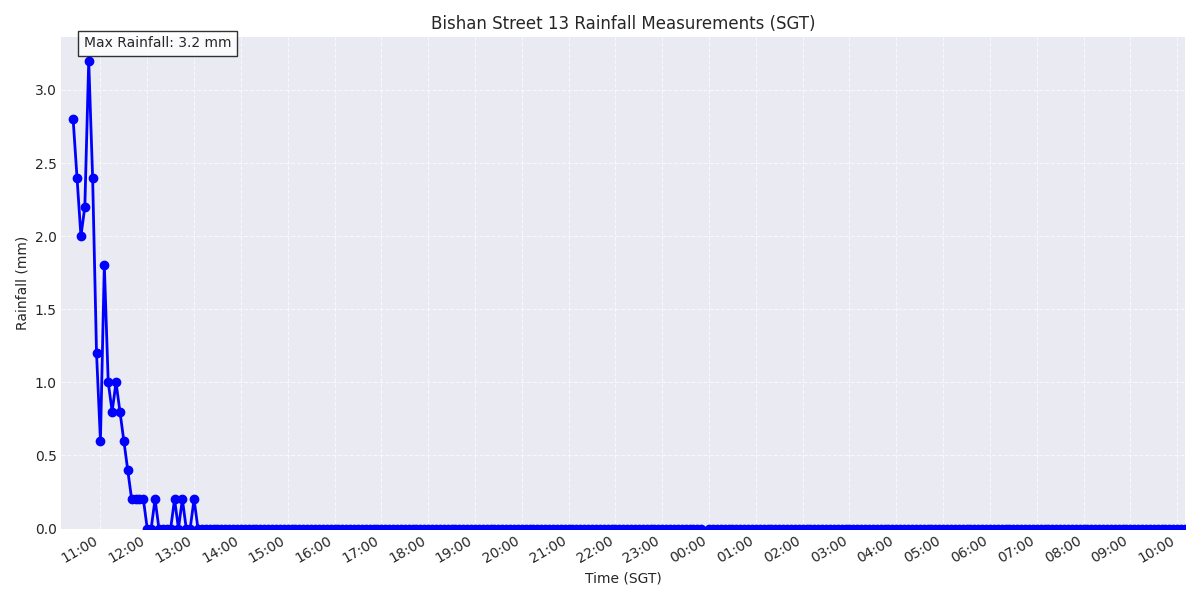 Bishan Street 13 Rainfall Measurements (SGT)
Max Rainfall: 3.2 mm
Rainfall (mm)
3.0
2.5
2.0
1.5
1.0
0.5
0.0
11:00 12:00 13:00 14:00 15:00 16:00 17:00 18:00 19:00 20:00 21:00 22:00 23:00 00:00 01:00 02:00 03:00 04:00 05:00 06:00 07:00 08:00 09:00 10:00
Time (SGT)